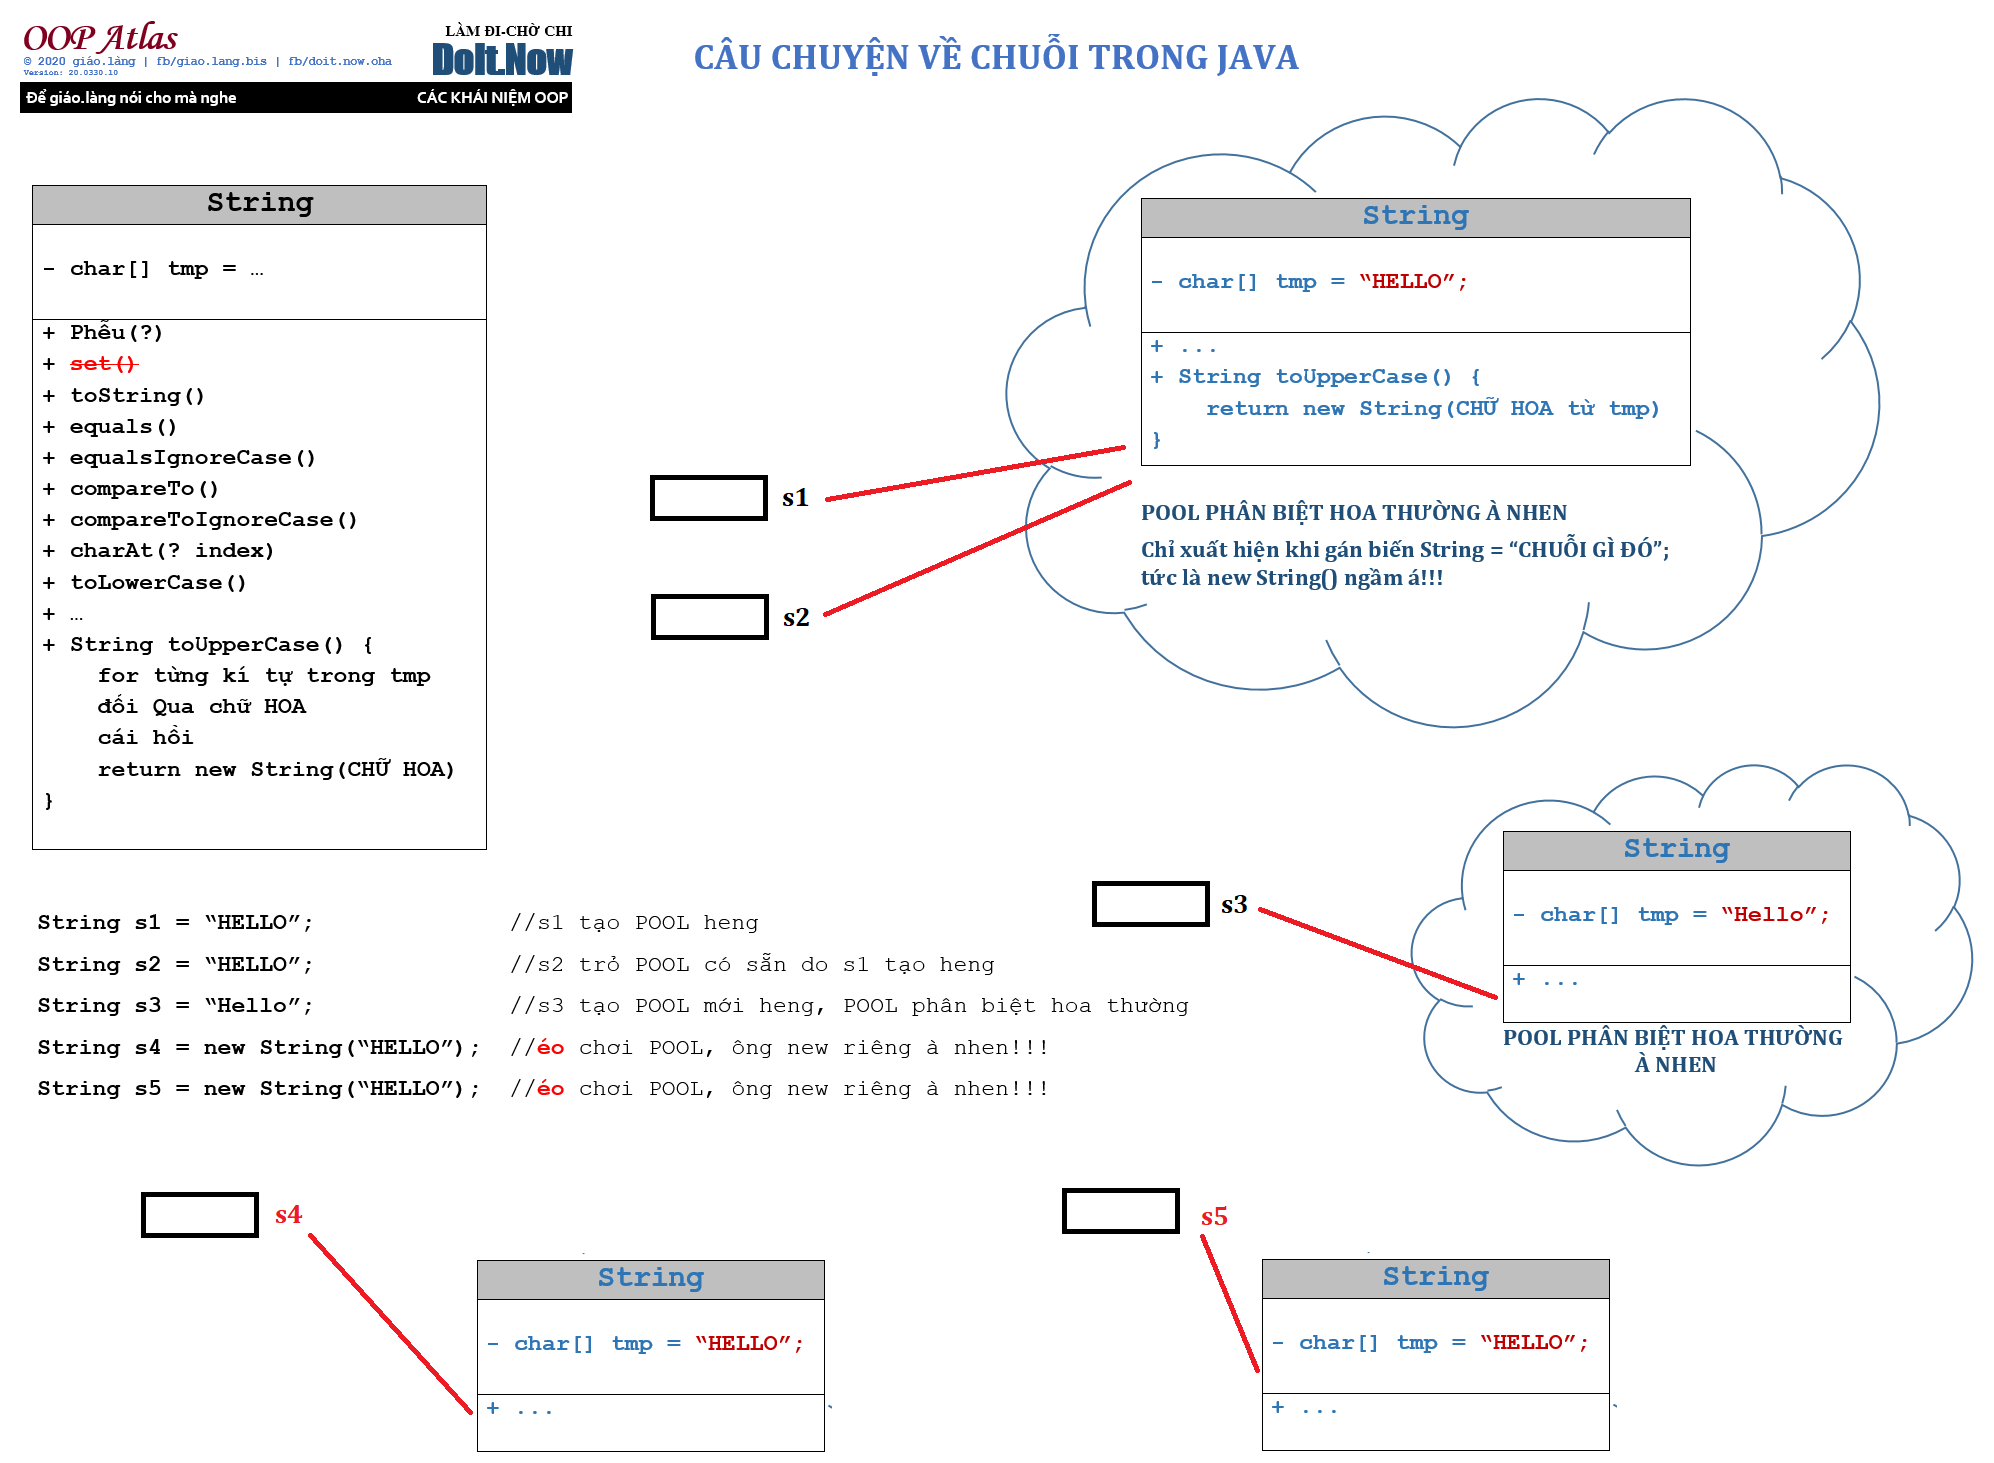 OOP Atlas
© 2020 giáo.làng | fb/giao.lang.bis | fb/doit.now.oha
Version: 20.0330.10
LÀM ĐI-CHỜ CHI
DoIt.Now
Để giáo.làng nói cho mà nghe
CÁC KHÁI NIỆM OOP
CÂU CHUYỆN VỀ CHUỖI TRONG JAVA
String
- char[] tmp = …
+ Phễu(?)
+ set()
+ toString()
+ equals()
+ equalsIgnoreCase()
+ compareTo()
+ compareToIgnoreCase()
+ charAt(? index)
+ toLowerCase()
+ …
+ String toUpperCase() {
for từng kí tự trong tmp
đối Qua chữ HOA
cái hồi
return new String(CHỮ HOA)
}
String
- char[] tmp = “HELLO”;
+ ...
+ String toUpperCase() {
return new String(CHỮ HOA từ tmp)
}
s1
s2
POOL PHÂN BIỆT HOA THƯỜNG À NHEN
Chỉ xuất hiện khi gán biến String = “CHUỖI GÌ ĐÓ”;
tức là new String() ngầm á!!!
s3
String
- char[] tmp = “Hello”;
+ ...
POOL PHÂN BIỆT HOA THƯỜNG
À NHEN
String s1 = “HELLO”; //s1 tạo POOL heng
String s2 = “HELLO”; //s2 trỏ POOL có sẵn do s1 tạo heng
String s3 = “Hello”; //s3 tạo POOL mới heng, POOL phân biệt hoa thường
String s4 = new String(“HELLO”); //éo chơi POOL, ông new riêng à nhen!!!
String s5 = new String(“HELLO”); //éo chơi POOL, ông new riêng à nhen!!!
s4
String
- char[] tmp = “HELLO”;
+ ...
s5
String
- char[] tmp = “HELLO”;
+ ...